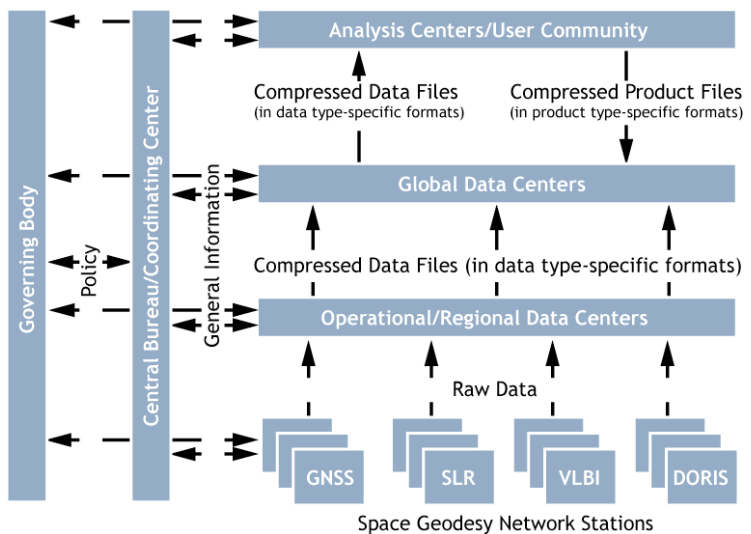 Analysis Centers/User Community
Compressed Data Files
(in data type-specific formats)
Compressed Product Files
(in product type-specific formats)
Global Data Centers
Governing Body
Policy
Central Bureau/Coordinating Center
General Information
Compressed Data Files (in data type-specific formats)
Operational/Regional Data Centers
Raw Data
GNSS
SLR
VLBI
DORIS
Space Geodesy Network Stations